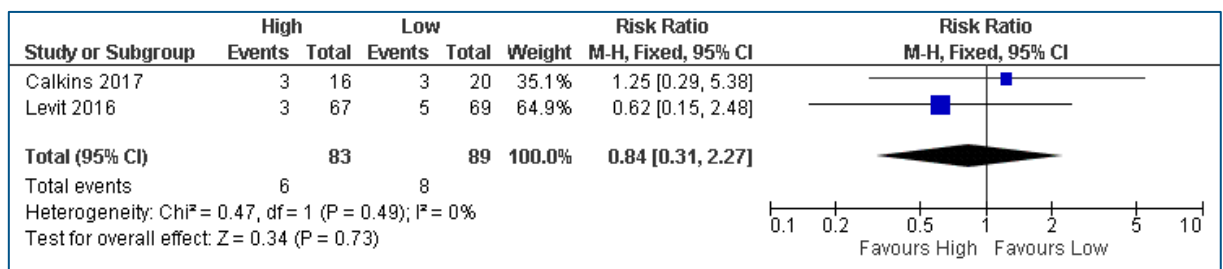 High Low Risk Ratio Risk Ratio
Study or Subgroup Events Total Events Total Weight M-H, Fixed, 95% CI M-H, Fixed, 95% CI
Calkins 2017 3 16 3 20 35.1% 1.25 [0.29, 5.38]
Levit 2016 3 67 5 69 64.9% 0.62 [0.15, 2.48]
Total (95% CI) 83 89 100.0% 0.84 [0.31, 2.27]
Total events 6 8
Heterogeneity: Chi² = 0.47, df = 1 (P = 0.49); I² = 0%
Test for overall effect: Z = 0.34 (P = 0.73)
0.1 0.2 0.5 1 2 5 10
Favours High Favours Low